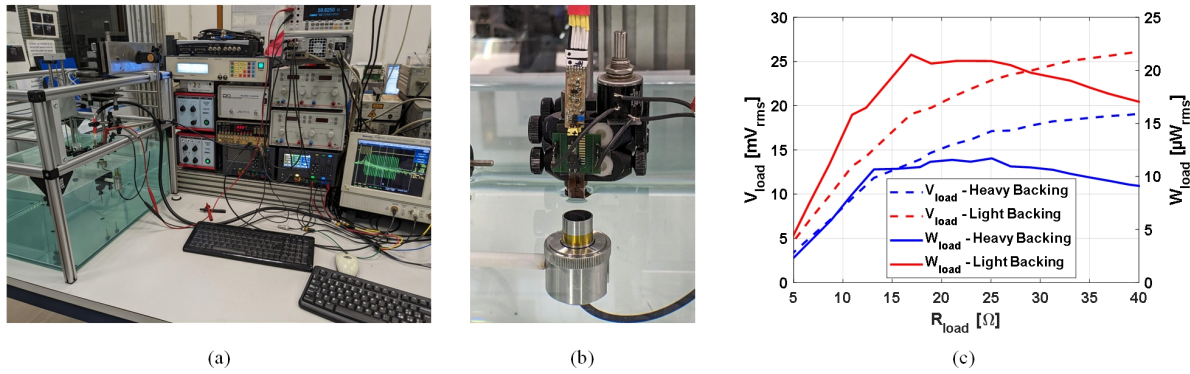 30
25
20
15
10
5
0
V_load [mV_rms]
25
20
15
10
5
0
W_load [µW_rms]
V_load - Heavy Backing
V_load - Light Backing
W_load - Heavy Backing
W_load - Light Backing
5 10 15 20 25 30 35 40
R_load [Ω]
(a) (b) (c)